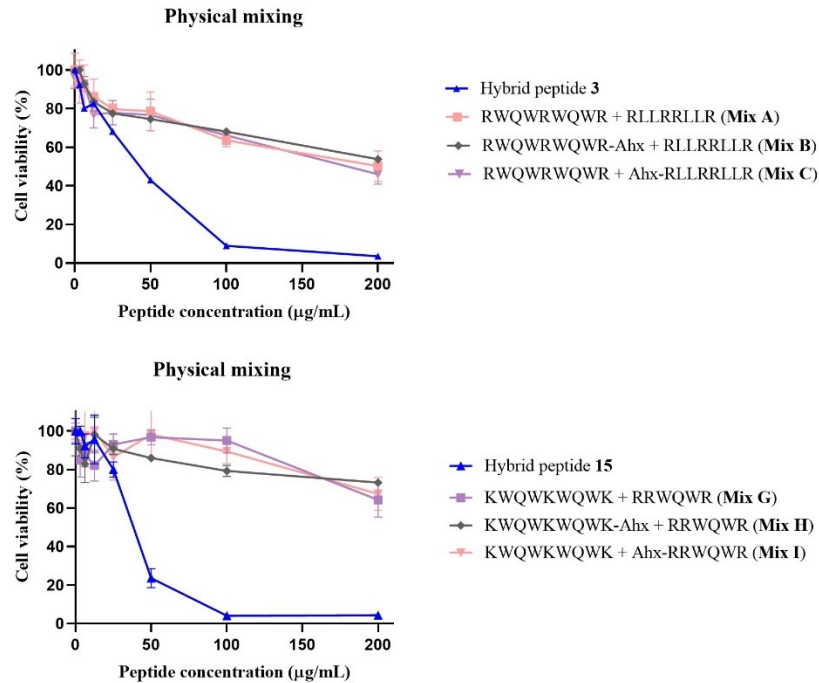 Physical mixing
100
80
60
40
20
0
Cell viability (%)
0
50
100
150
200
Peptide concentration (µg/mL)
Hybrid peptide 3
RWQWRWQWR + RLLRRLLR (Mix A)
RWQWRWQWR-Ahx + RLLRRLLR (Mix B)
RWQWRWQWR + Ahx-RLLRRLLR (Mix C)
Physical mixing
100
80
60
40
20
0
Cell viability (%)
0
50
100
150
200
Peptide concentration (µg/mL)
Hybrid peptide 15
KWQWKWQWK + RRWQWR (Mix G)
KWQWKWQWK-Ahx + RRWQWR (Mix H)
KWQWKWQWK + Ahx-RRWQWR (Mix I)